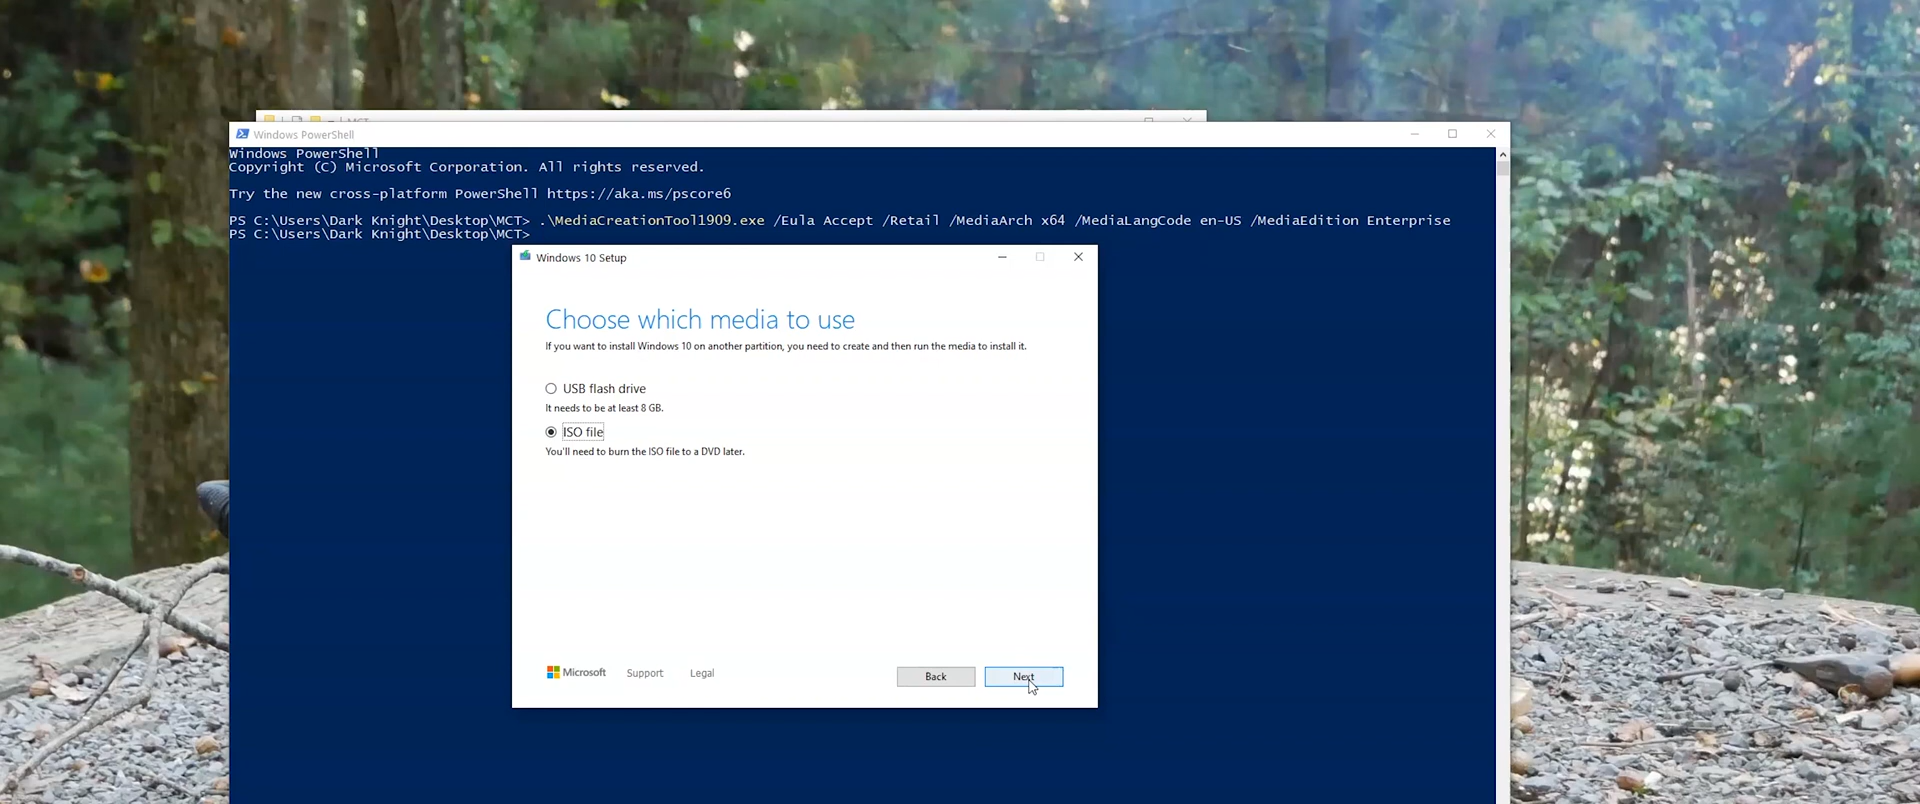 MCT
Windows PowerShell
Windows PowerShell
Copyright (C) Microsoft Corporation. All rights reserved.
Try the new cross-platform PowerShell https://aka.ms/pscore6
PS C:\Users\Dark Knight\Desktop\MCT> .\MediaCreationTool1909.exe /Eula Accept /Retail /MediaArch x64 /MediaLangCode en-US /MediaEdition Enterprise
PS C:\Users\Dark Knight\Desktop\MCT>
Windows 10 Setup
Choose which media to use
If you want to install Windows 10 on another partition, you need to create and then run the media to install it.
USB flash drive
It needs to be at least 8 GB.
ISO file
You'll need to burn the ISO file to a DVD later.
Microsoft Support Legal Back Next